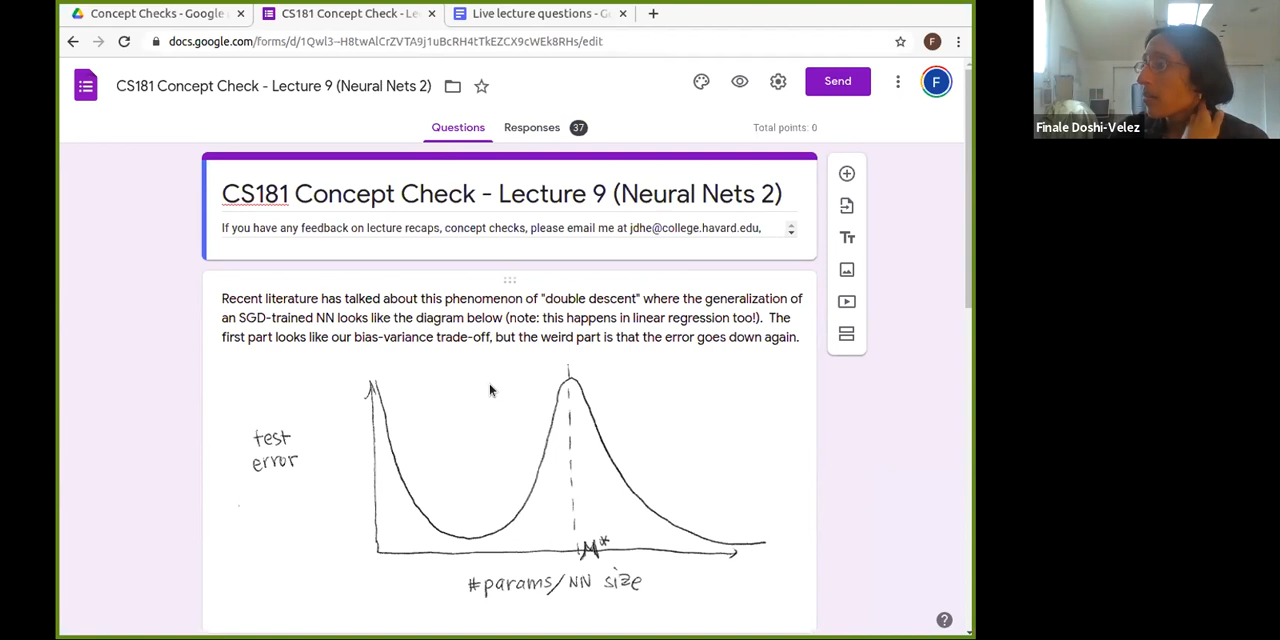 Concept Checks - Google
CS181 Concept Check - Le
Live lecture questions - G
docs.google.com/forms/d/1Qwl3--H8twAlCrZVTA9j1uBcRH4tTkEZCX9cWEk8RHs/edit
F
CS181 Concept Check - Lecture 9 (Neural Nets 2)
Send
F
Questions
Responses 37
Total points: 0
CS181 Concept Check - Lecture 9 (Neural Nets 2)
If you have any feedback on lecture recaps, concept checks, please email me at jdhe@college.havard.edu,
Tт
Recent literature has talked about this phenomenon of "double descent" where the generalization of
an SGD-trained NN looks like the diagram below (note: this happens in linear regression too!). The
first part looks like our bias-variance trade-off, but the weird part is that the error goes down again.
test
error
M*
#params/NN size
Finale Doshi-Velez